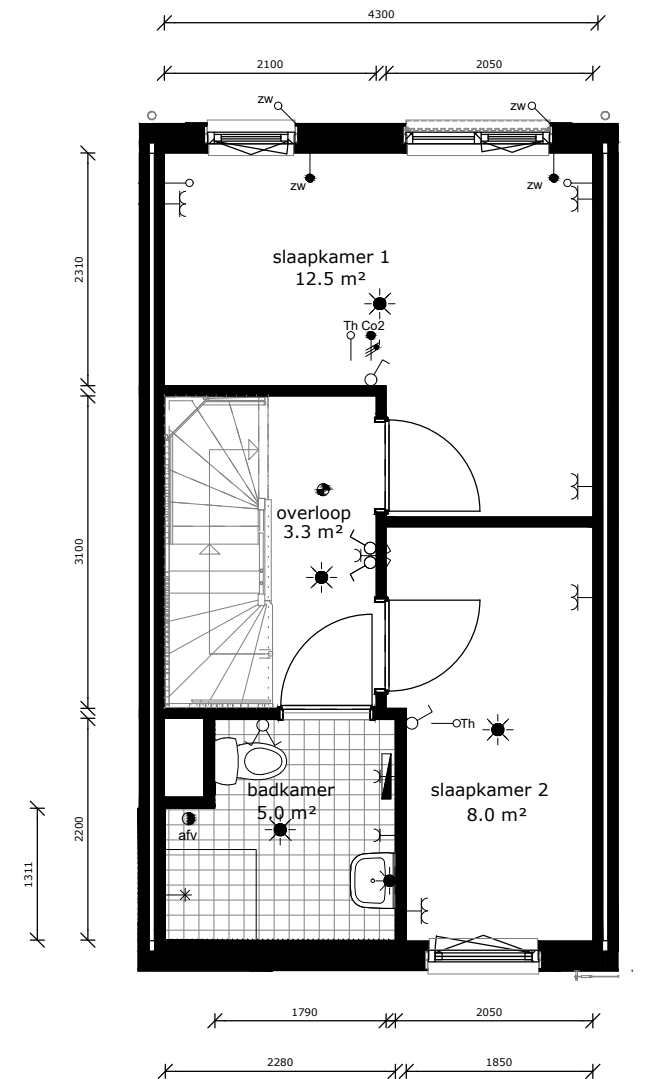 4300
2100
2050
zw
zw
zw
zw
2310
slaapkamer 1
12.5 m²
Th Co2
3100
overloop
3.3 m²
Th
2200
1311
badkamer
5.0 m²
slaapkamer 2
8.0 m²
afv
1790
2050
2280
1850